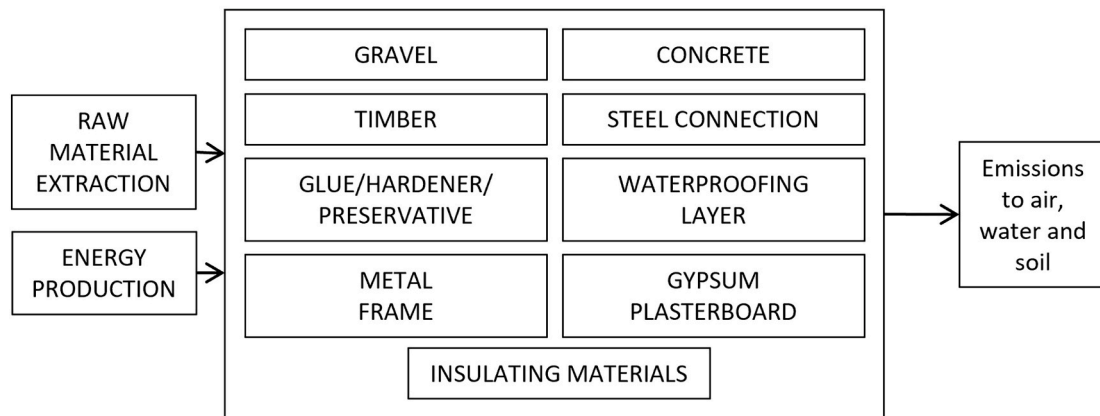 RAW
MATERIAL
EXTRACTION
ENERGY
PRODUCTION
GRAVEL
CONCRETE
TIMBER
STEEL CONNECTION
GLUE/HARDENER/
PRESERVATIVE
WATERPROOFING
LAYER
METAL
FRAME
GYPSUM
PLASTERBOARD
INSULATING MATERIALS
Emissions
to air,
water and
soil